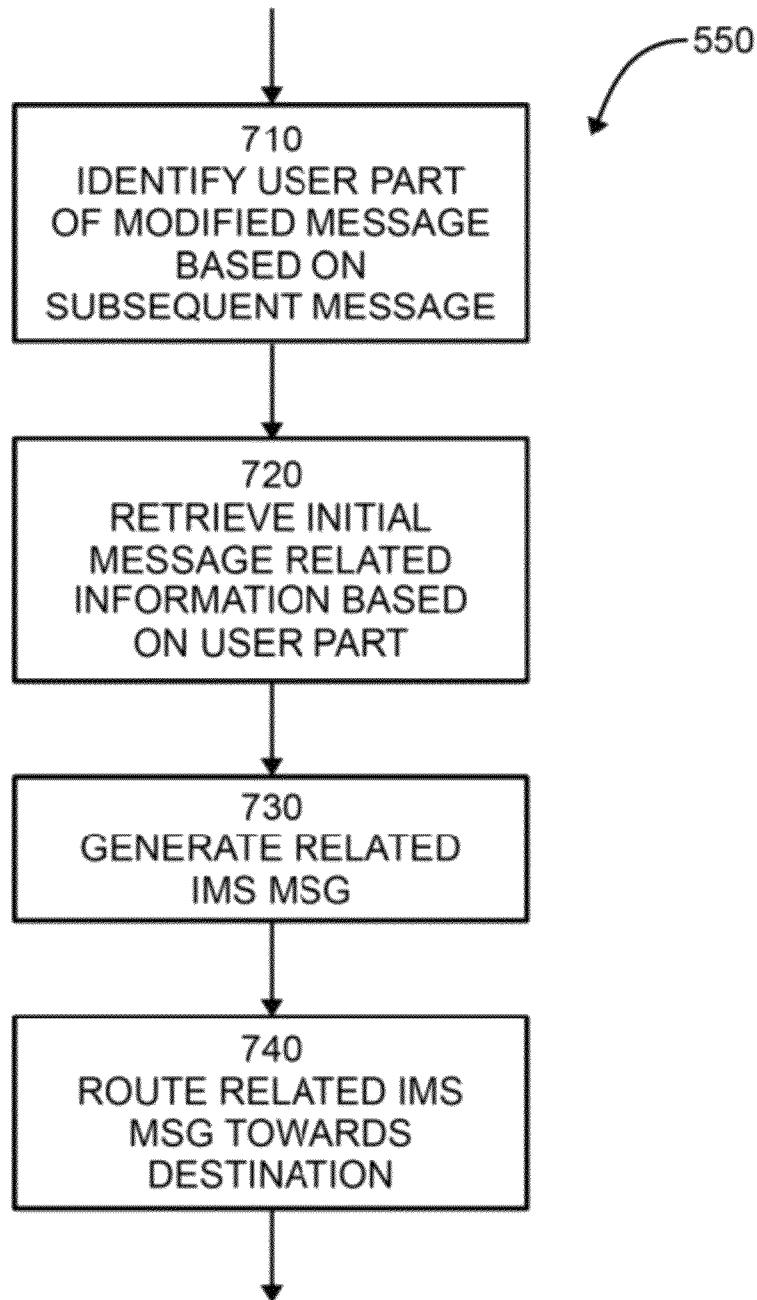 550
710
IDENTIFY USER PART
OF MODIFIED MESSAGE
BASED ON
SUBSEQUENT MESSAGE
720
RETRIEVE INITIAL
MESSAGE RELATED
INFORMATION BASED
ON USER PART
730
GENERATE RELATED
IMS MSG
740
ROUTE RELATED IMS
MSG TOWARDS
DESTINATION